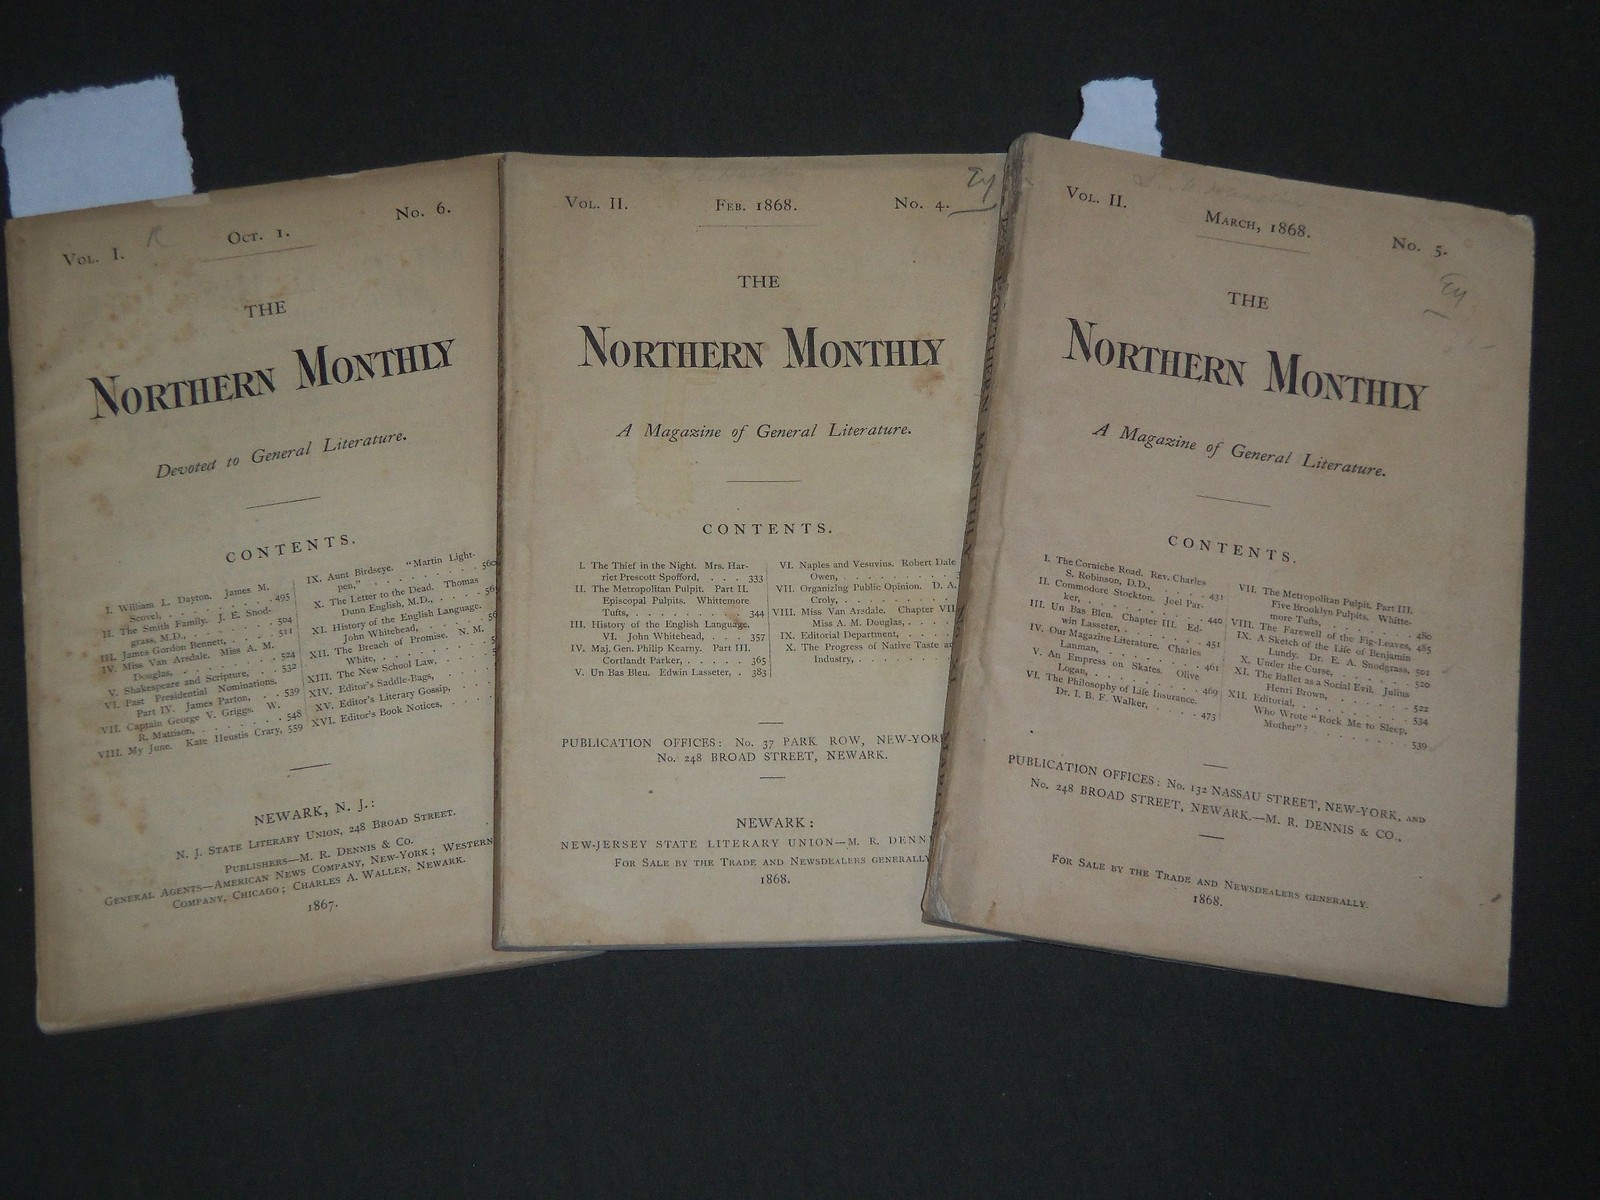 Vol. I.
Oct. 1.
No. 6.
THE
NORTHERN MONTHLY
Devoted to General Literature.
CONTENTS.
I. William L. Dayton. James M.
Scovel, . . . . . . . 495
II. The Smith Family. J. E. Snod-
grass, M.D., . . . . . . 504
III. James Gordon Bennett, . . . . 511
IV. Miss Van Arsdale. Miss A. M.
Douglas, . . . . . . . 524
V. Shakespeare and Scripture, . . 532
VI. Past Presidential Nominations.
Part IV. James Parton, . . 539
VII. Captain George V. Griggs. W.
R. Mattison, . . . . . . 548
VIII. My June. Kate Heustis Crary, 559
IX. Aunt Birdseye. "Martin Light-
pen," . . . . . . . . 560
X. The Letter to the Dead. Thomas
Dunn English, M.D., . . . . .
XI. History of the English Language.
John Whitehead, . . . . . .
XII. The Breach of Promise. N. M.
White, . . . . . . . .
XIII. The New School Law, . . . .
XIV. Editor's Saddle-Bags, . . . .
XV. Editor's Literary Gossip, . . .
XVI. Editor's Book Notices, . . . .
NEWARK, N. J.:
N. J. STATE LITERARY UNION, 248 BROAD STREET.
PUBLISHERS—M. R. DENNIS & CO.
GENERAL AGENTS—AMERICAN NEWS COMPANY, NEW-YORK; WESTERN
COMPANY, CHICAGO; CHARLES A. WALLEN, NEWARK.
1867.
Vol. II.
Feb. 1868.
No. 4.
Ey
THE
NORTHERN MONTHLY
A Magazine of General Literature.
CONTENTS.
I. The Thief in the Night. Mrs. Har-
riet Prescott Spofford, . . . 333
II. The Metropolitan Pulpit. Part II.
Episcopal Pulpits. Whittemore
Tufts, . . . . . . . . 344
III. History of the English Language.
VI. John Whitehead, . . . 357
IV. Maj. Gen. Philip Kearny. Part III.
Cortlandt Parker, . . . . 365
V. Un Bas Bleu. Edwin Lasseter, . 383
VI. Naples and Vesuvius. Robert Dale
Owen, . . . . . . . .
VII. Organizing Public Opinion. D. A.
Croly, . . . . . . . .
VIII. Miss Van Arsdale. Chapter VII.
Miss A. M. Douglas, . . . .
IX. Editorial Department, . . . .
X. The Progress of Native Taste
Industry, . . . . . . .
PUBLICATION OFFICES: No. 37 PARK ROW, NEW-YORK
No. 248 BROAD STREET, NEWARK.
NEWARK:
NEW-JERSEY STATE LITERARY UNION—M. R. DENN
FOR SALE BY THE TRADE AND NEWSDEALERS GENERALLY
1868.
Vol. II.
March, 1868.
No. 5.
Ey
THE
NORTHERN MONTHLY
A Magazine of General Literature.
CONTENTS.
I. The Corniche Road. Rev. Charles
S. Robinson, D.D., . . . . 431
II. Commodore Stockton. Joel Par-
ker, . . . . . . . . 440
III. Un Bas Bleu. Chapter III. Ed-
win Lasseter, . . . . . . 451
IV. Our Magazine Literature. Charles
Lanman, . . . . . . . 461
V. An Empress on Skates. Olive
Logan, . . . . . . . . 469
VI. The Philosophy of Life Insurance.
Dr. I. B. F. Walker, . . . . 473
VII. The Metropolitan Pulpit. Part III.
Five Brooklyn Pulpits. Whitte-
more Tufts, . . . . . . 480
VIII. The Farewell of the Fig-Leaves, 485
IX. A Sketch of the Life of Benjamin
Lundy. Dr. E. A. Snodgrass, 501
X. Under the Curse, . . . . . 520
XI. The Ballet as a Social Evil. Julius
Henri Brown, . . . . . . 522
XII. Editorial, . . . . . . . 534
Who Wrote "Rock Me to Sleep,
Mother"? . . . . . . . 539
PUBLICATION OFFICES: No. 132 NASSAU STREET, NEW-YORK, AND
No. 248 BROAD STREET, NEWARK.—M. R. DENNIS & CO.,
FOR SALE BY THE TRADE AND NEWSDEALERS GENERALLY.
1868.